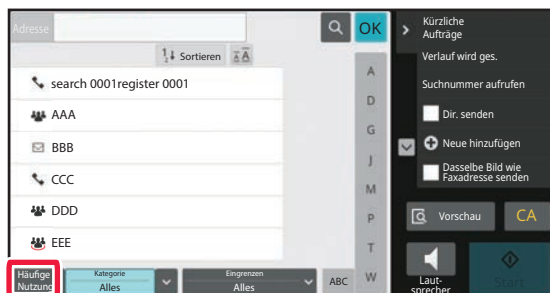 Adresse
OK
Sortieren
search 0001register 0001
AAA
BBB
CCC
DDD
EEE
A
D
G
J
M
P
T
W
Häufige
Nutzung
Kategorie
Alles
Eingrenzen
Alles
ABC
Kürzliche
Aufträge
Verlauf wird ges.
Suchnummer aufrufen
Dir. senden
Neue hinzufügen
Dasselbe Bild wie
Faxadresse senden
Vorschau
CA
Laut-
sprecher
Start